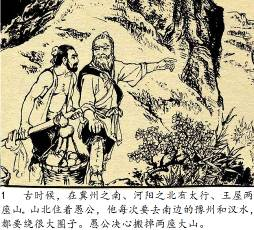 1 古时候，在冀州之南、河阳之北有太行、王屋两
座山。山北住着愚公，他每次要去南边的豫州和汉水，
都要绕很大圈子。愚公决心搬掉两座大山。